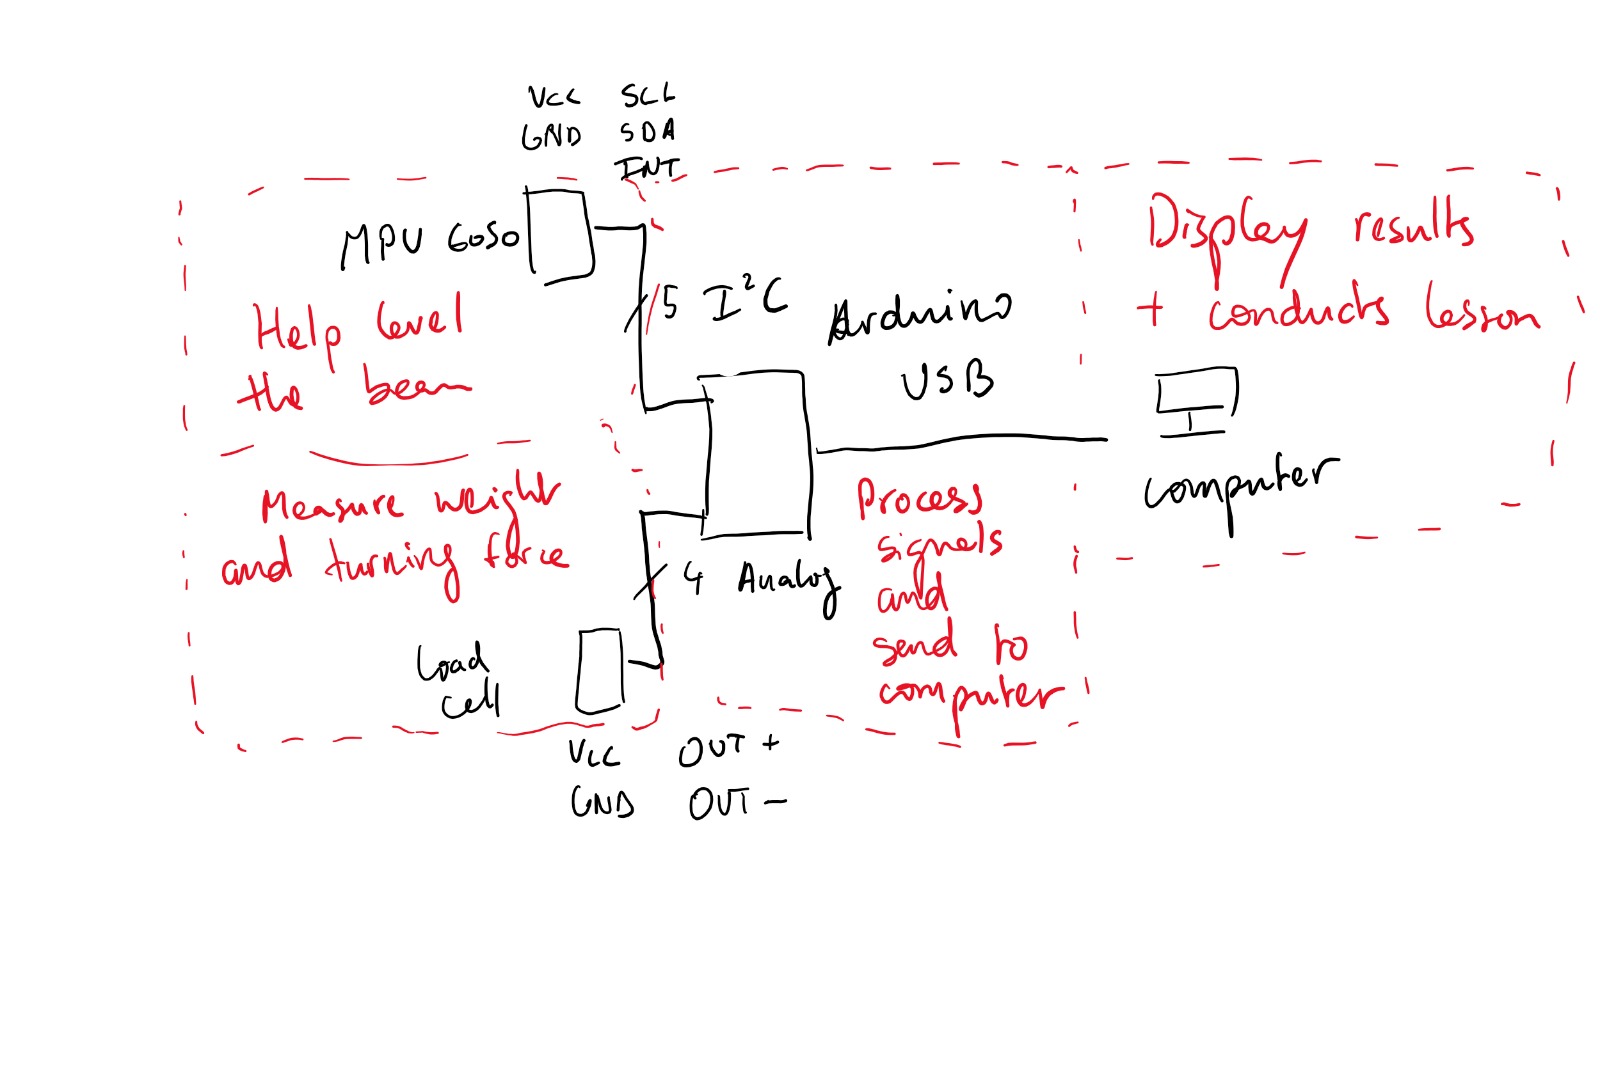 VCC SCL
GND SDA
INT
MPU 6050
Help level
the beam
5 I²C
Arduino
USB
Display results
+ conducts lesson
computer
Measure weight
and turning force
4 Analog
Process
signals
and
send to
computer
Load
Cell
VCC OUT +
GND OUT -